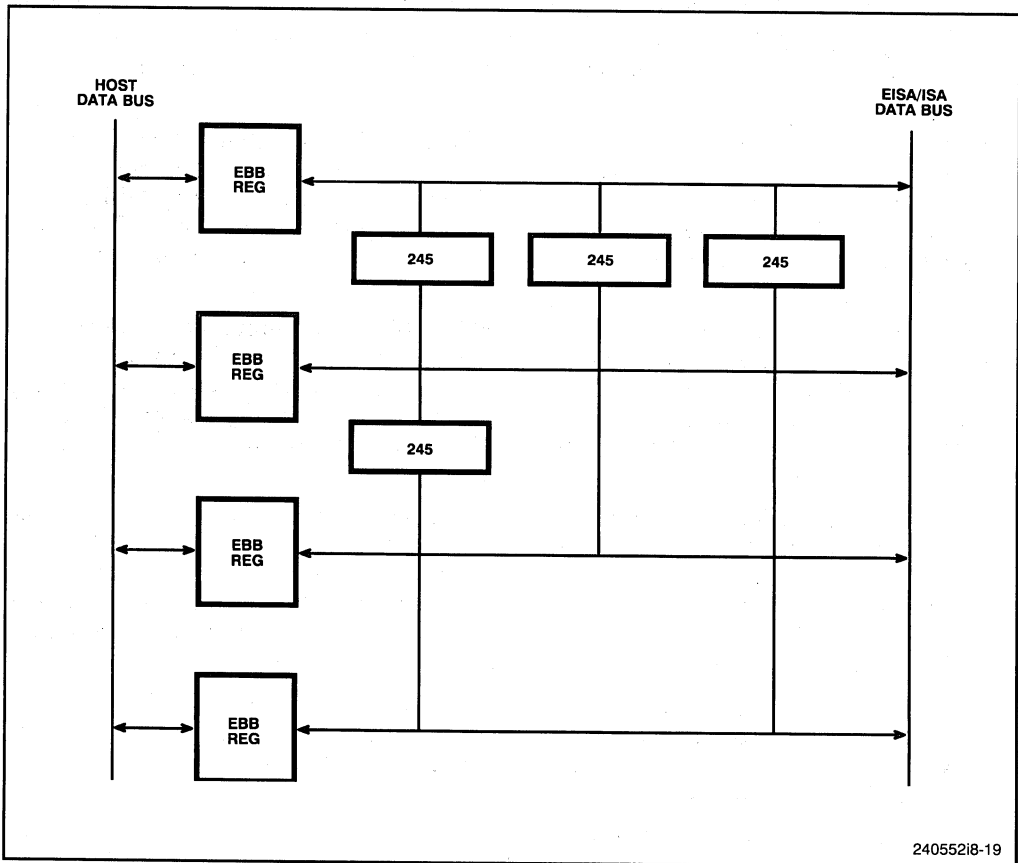 HOST
DATA BUS
EISA/ISA
DATA BUS
EBB
REG
245
245
245
EBB
REG
245
EBB
REG
EBB
REG
240552i8-19